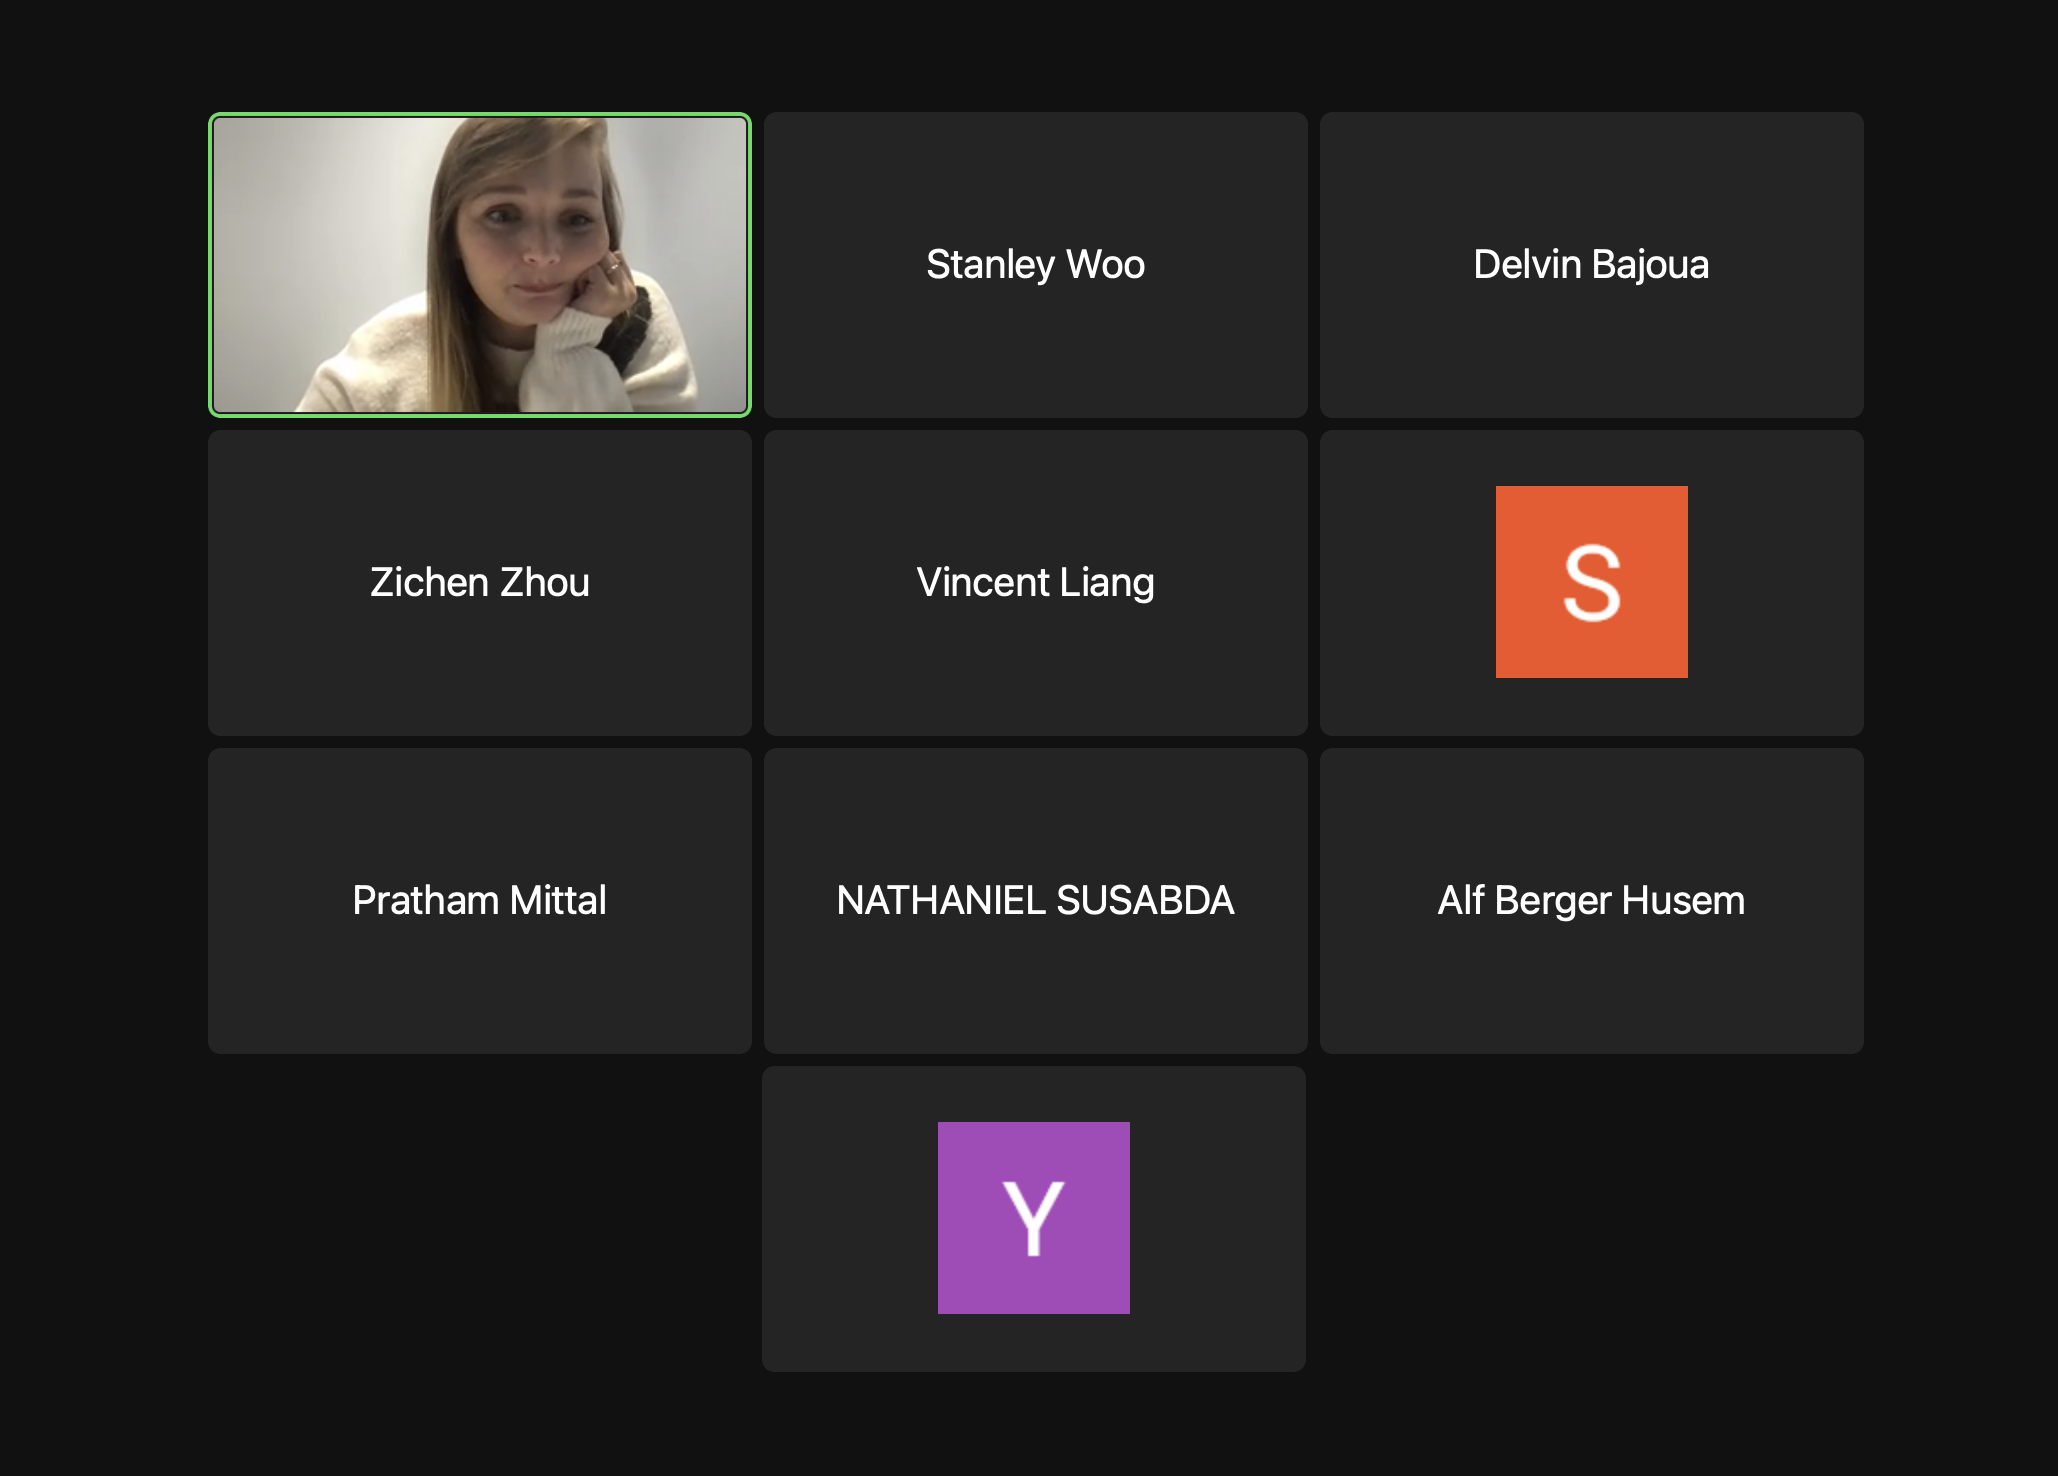 Stanley Woo
Delvin Bajoua
Zichen Zhou
Vincent Liang
S
Pratham Mittal
NATHANIEL SUSABDA
Alf Berger Husem
Y